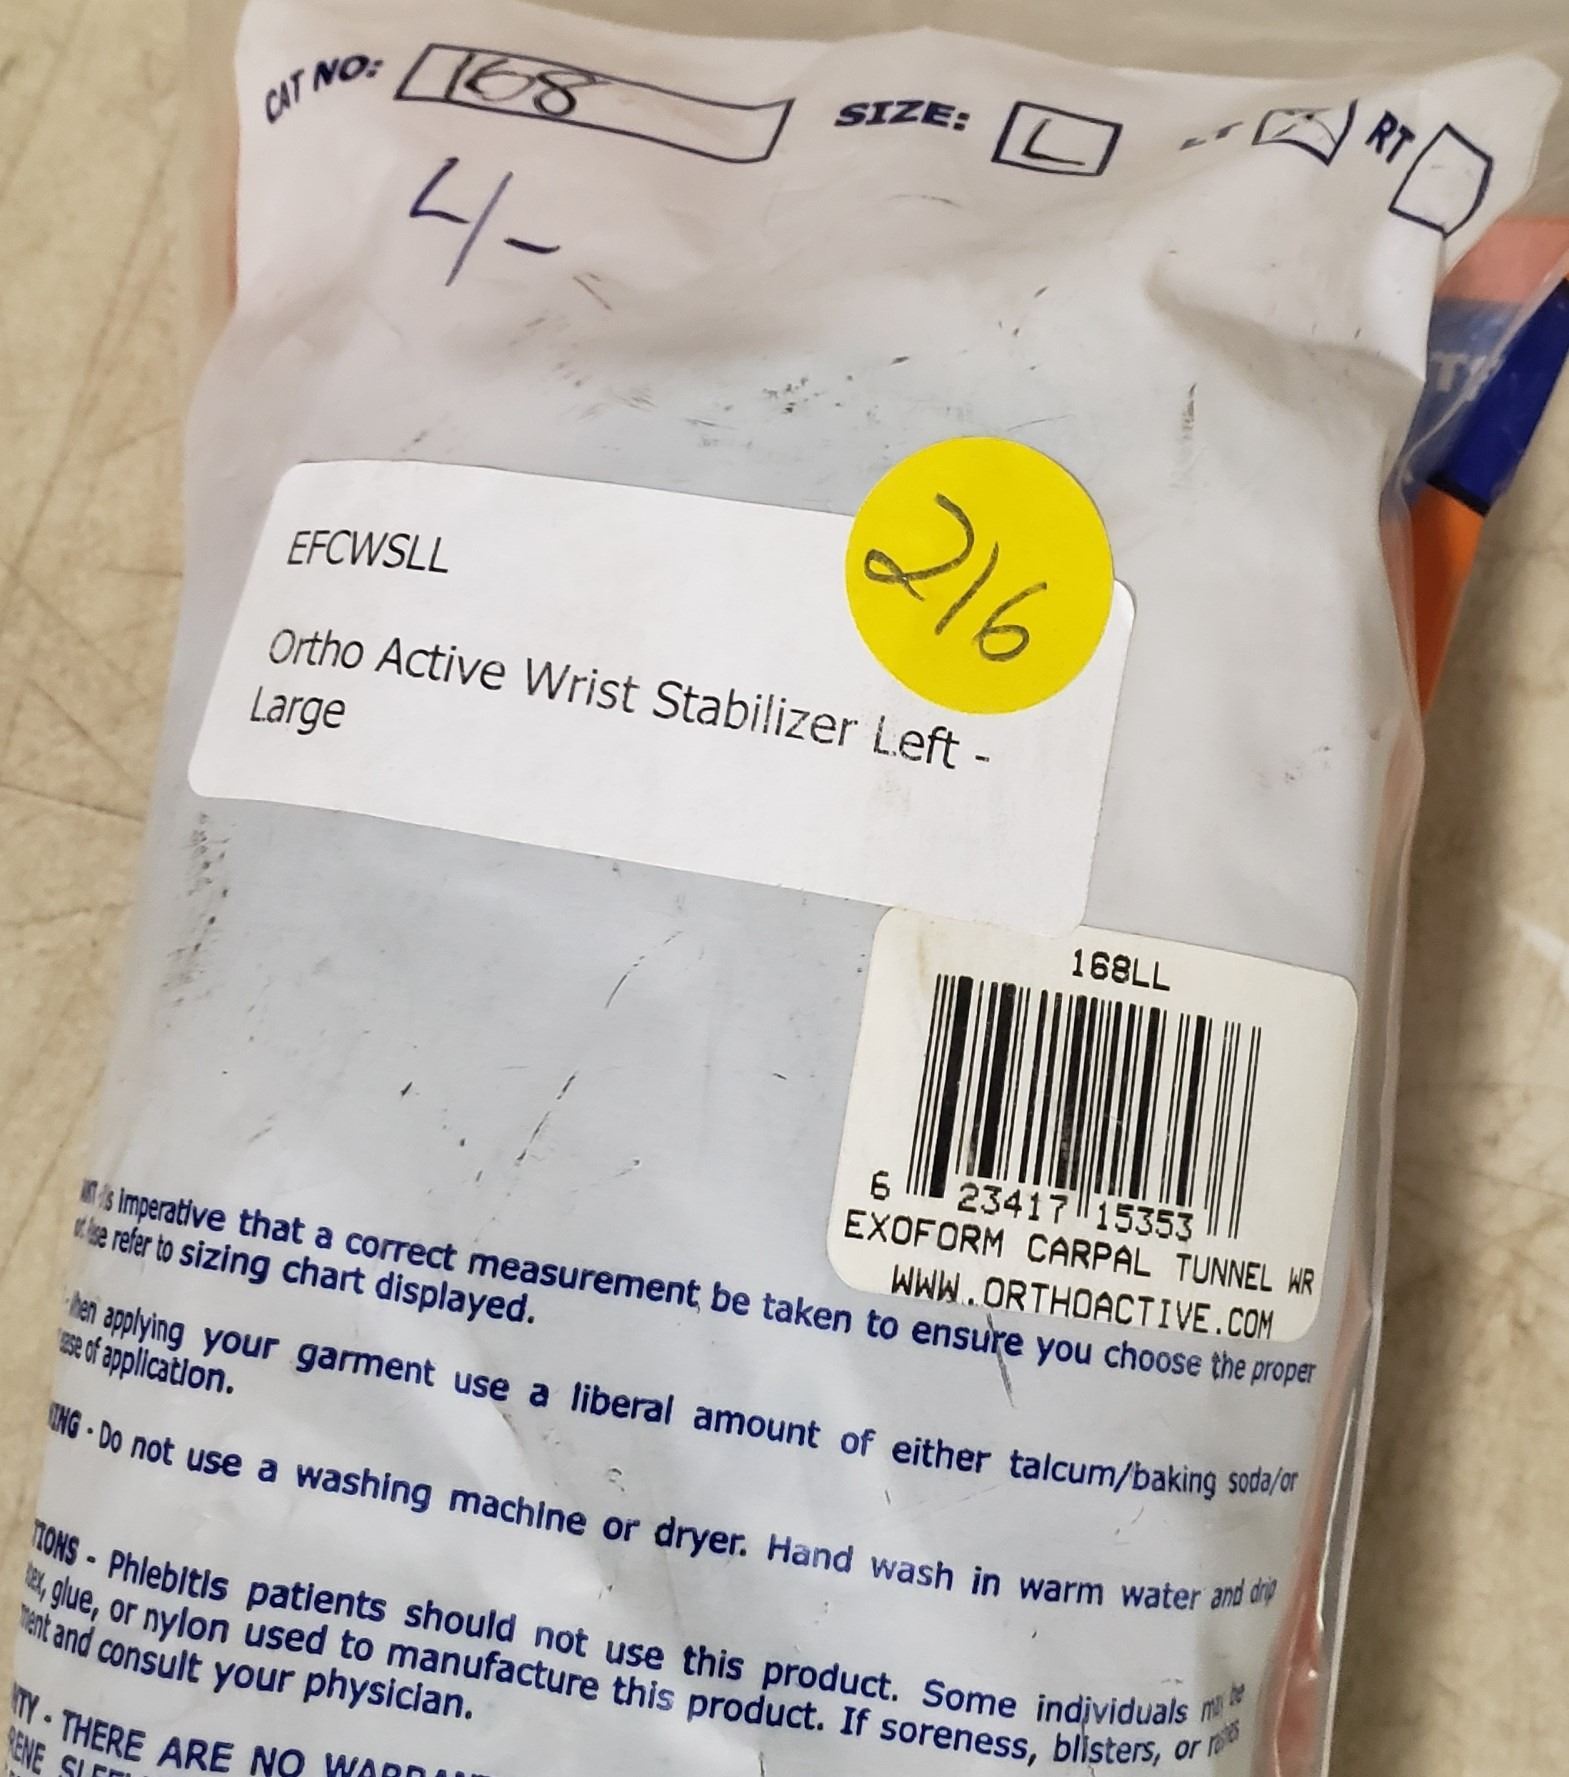 CAT NO: 168 SIZE: L RT
4/-
216
EFCWSLL
Ortho Active Wrist Stabilizer Left -
Large
168LL
6 23417 15353
EXOFORM CARPAL TUNNEL WR
WWW.ORTHOACTIVE.COM
is imperative that a correct measurement be taken to ensure you choose the proper
refer to sizing chart displayed.
applying your garment use a liberal amount of either talcum/baking soda/or
ease of application.
- Do not use a washing machine or dryer. Hand wash in warm water and drip
- Phlebitis patients should not use this product. Some individuals may be
glue, or nylon used to manufacture this product. If soreness, blisters, or rashes
and consult your physician.
- THERE ARE NO